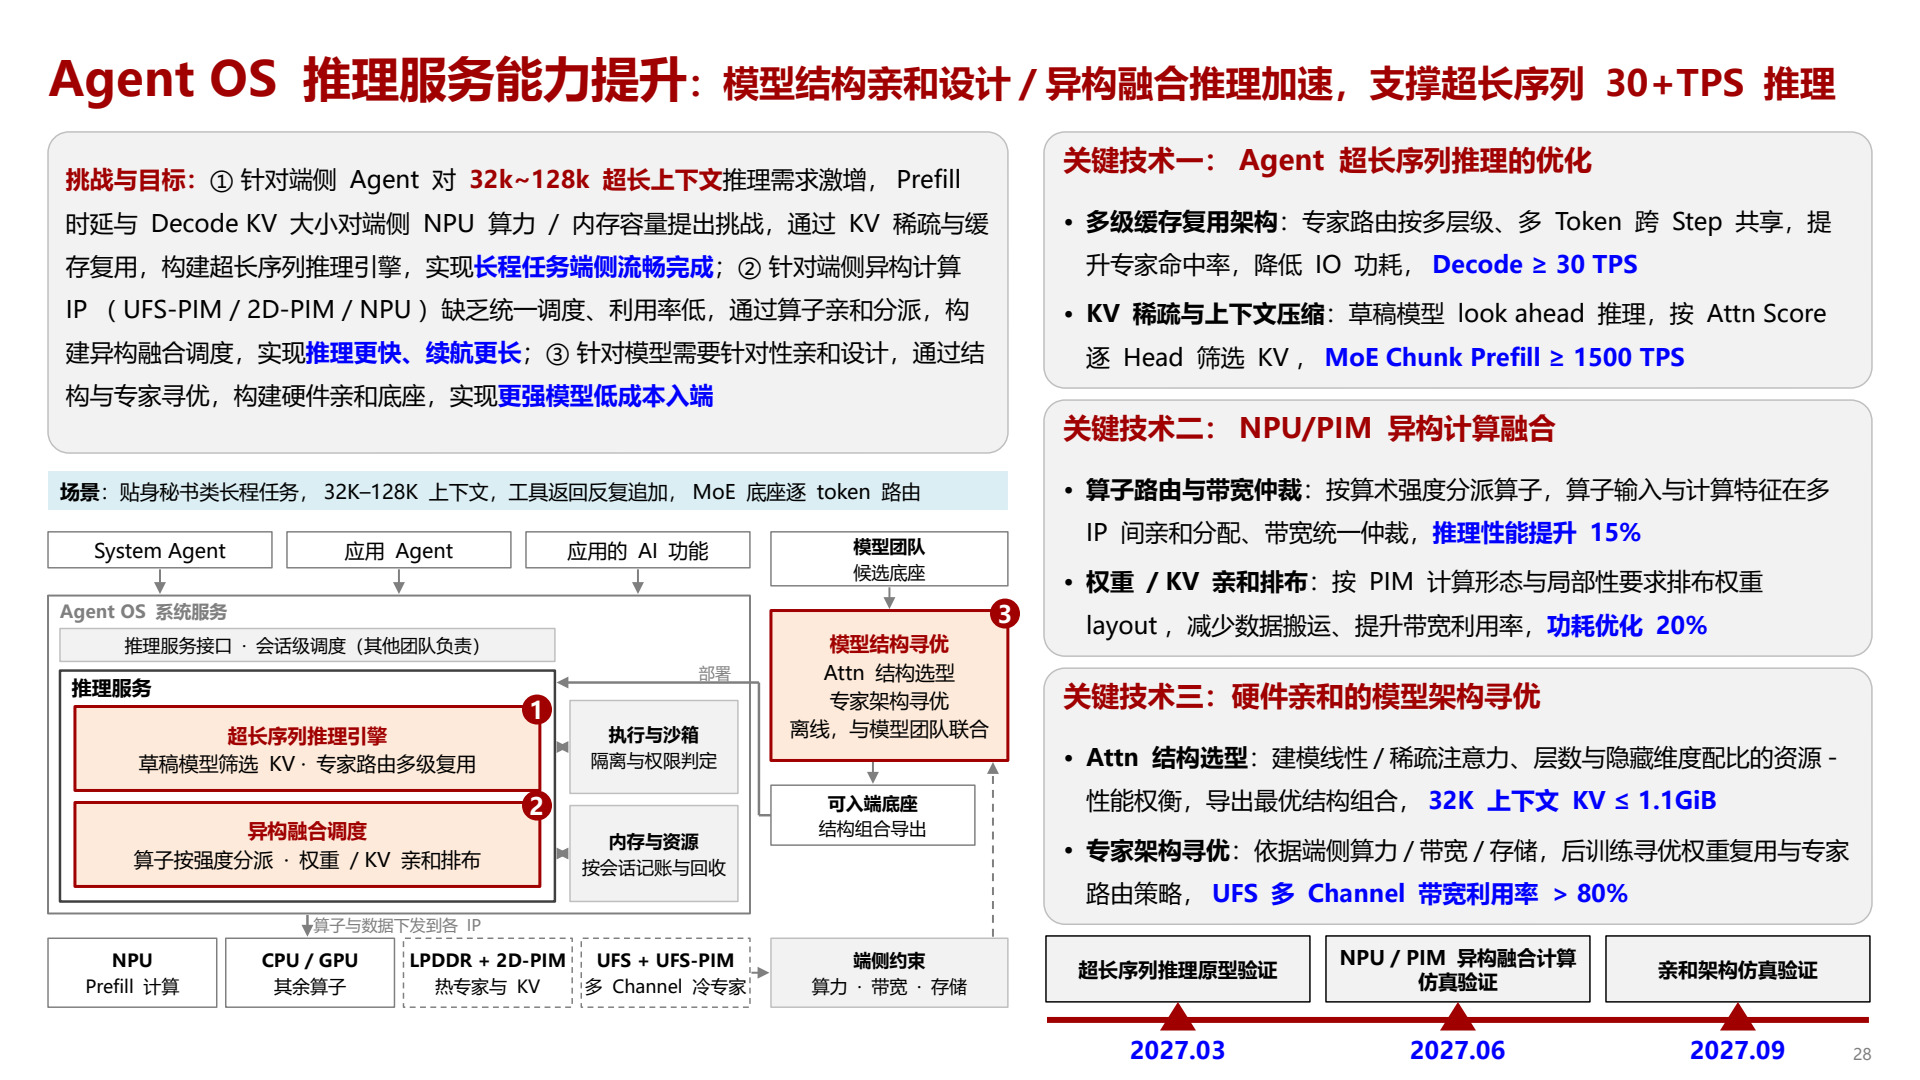 Agent OS 推理服务能力提升：模型结构亲和设计 / 异构融合推理加速，支撑超长序列 30+TPS 推理
挑战与目标：① 针对端侧 Agent 对 32k~128k 超长上下文推理需求激增， Prefill
时延与 Decode KV 大小对端侧 NPU 算力 / 内存容量提出挑战，通过 KV 稀疏与缓
存复用，构建超长序列推理引擎，实现长程任务端侧流畅完成；② 针对端侧异构计算
IP （ UFS-PIM / 2D-PIM / NPU ）缺乏统一调度、利用率低，通过算子亲和分派，构
建异构融合调度，实现推理更快、续航更长；③ 针对模型需要针对性亲和设计，通过结
构与专家寻优，构建硬件亲和底座，实现更强模型低成本入端
场景：贴身秘书类长程任务， 32K–128K 上下文，工具返回反复追加， MoE 底座逐 token 路由
System Agent
应用 Agent
应用的 AI 功能
模型团队
候选底座
Agent OS 系统服务
推理服务接口 · 会话级调度（其他团队负责）
部署
推理服务
1
超长序列推理引擎
草稿模型筛选 KV · 专家路由多级复用
2
异构融合调度
算子按强度分派 · 权重 / KV 亲和排布
执行与沙箱
隔离与权限判定
内存与资源
按会话记账与回收
3
模型结构寻优
Attn 结构选型
专家架构寻优
离线，与模型团队联合
可入端底座
结构组合导出
算子与数据下发到各 IP
NPU
Prefill 计算
CPU / GPU
其余算子
LPDDR + 2D-PIM
热专家与 KV
UFS + UFS-PIM
多 Channel 冷专家
端侧约束
算力 · 带宽 · 存储
关键技术一： Agent 超长序列推理的优化
• 多级缓存复用架构：专家路由按多层级、多 Token 跨 Step 共享，提
升专家命中率，降低 IO 功耗， Decode ≥ 30 TPS
• KV 稀疏与上下文压缩：草稿模型 look ahead 推理，按 Attn Score
逐 Head 筛选 KV ， MoE Chunk Prefill ≥ 1500 TPS
关键技术二： NPU/PIM 异构计算融合
• 算子路由与带宽仲裁：按算术强度分派算子，算子输入与计算特征在多
IP 间亲和分配、带宽统一仲裁，推理性能提升 15%
• 权重 / KV 亲和排布：按 PIM 计算形态与局部性要求排布权重
layout ，减少数据搬运、提升带宽利用率，功耗优化 20%
关键技术三：硬件亲和的模型架构寻优
• Attn 结构选型：建模线性 / 稀疏注意力、层数与隐藏维度配比的资源 -
性能权衡，导出最优结构组合， 32K 上下文 KV ≤ 1.1GiB
• 专家架构寻优：依据端侧算力 / 带宽 / 存储，后训练寻优权重复用与专家
路由策略， UFS 多 Channel 带宽利用率 > 80%
超长序列推理原型验证
NPU / PIM 异构融合计算
仿真验证
亲和架构仿真验证
2027.03
2027.06
2027.09
28